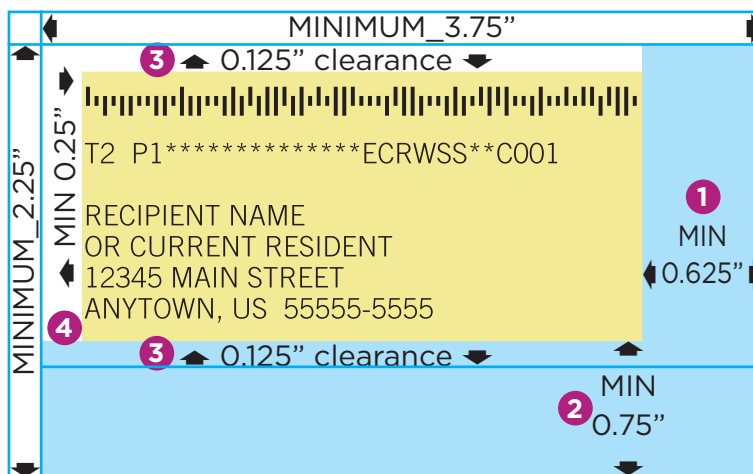 MINIMUM_3.75”
3 0.125” clearance
MINIMUM_2.25”
MIN 0.25”
T2 P1**************ECRWSS**C001
RECIPIENT NAME
OR CURRENT RESIDENT
12345 MAIN STREET
ANYTOWN, US 55555-5555
1
MIN
0.625”
4
3 0.125” clearance
2
MIN
0.75”